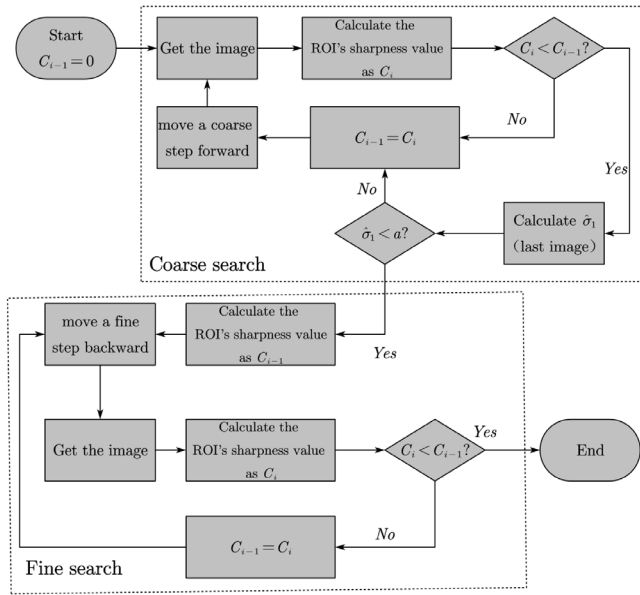 Start
C_{i−1} = 0
Get the image
Calculate the
ROI's sharpness value
as C_i
C_i < C_{i−1}?
No
Yes
move a coarse
step forward
C_{i−1} = C_i
No
σ̂_1 < a?
Calculate σ̂_1
(last image)
Coarse search
Yes
move a fine
step backward
Calculate the
ROI's sharpness value
as C_{i−1}
Get the image
Calculate the
ROI's sharpness value
as C_i
C_i < C_{i−1}?
Yes
End
No
C_{i−1} = C_i
Fine search